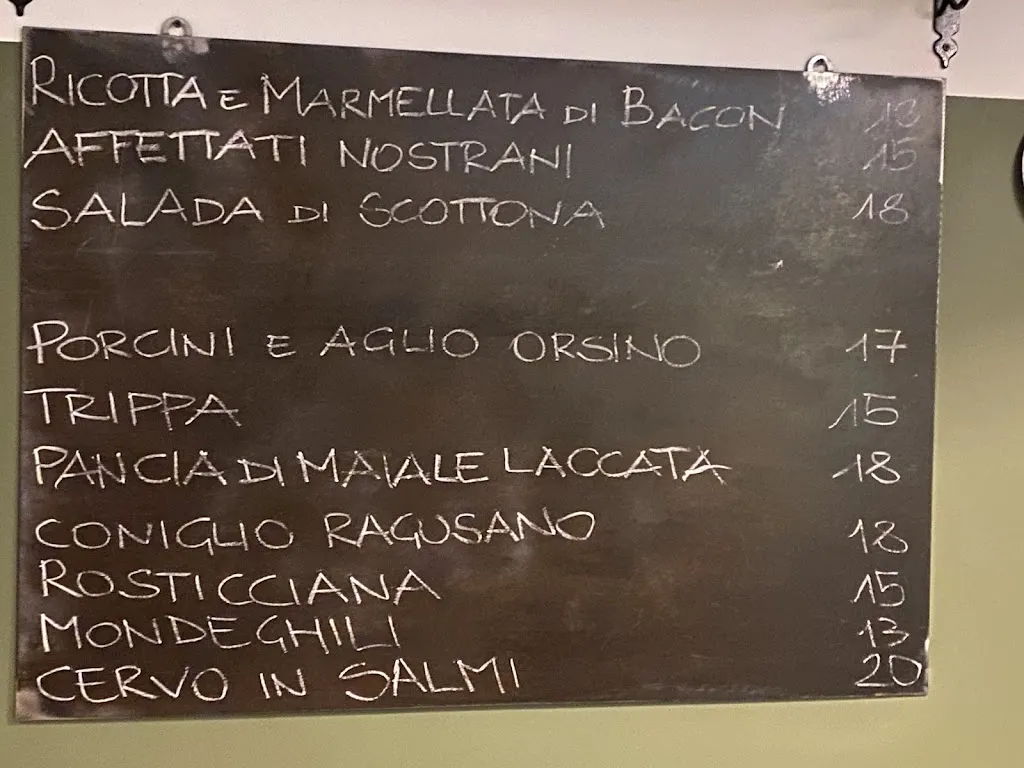 RICOTTA E MARMELLATA DI BACON
AFFETTATI NOSTRANI 15
SALADA DI SCOTTONA 18
PORCINI E AGLIO ORSINO 17
TRIPPA 15
PANCIA DI MAIALE LACCATA 18
CONIGLIO RAGUSANO 18
ROSTICCIANA 15
MONDEGHILI 13
CERVO IN SALMI 20